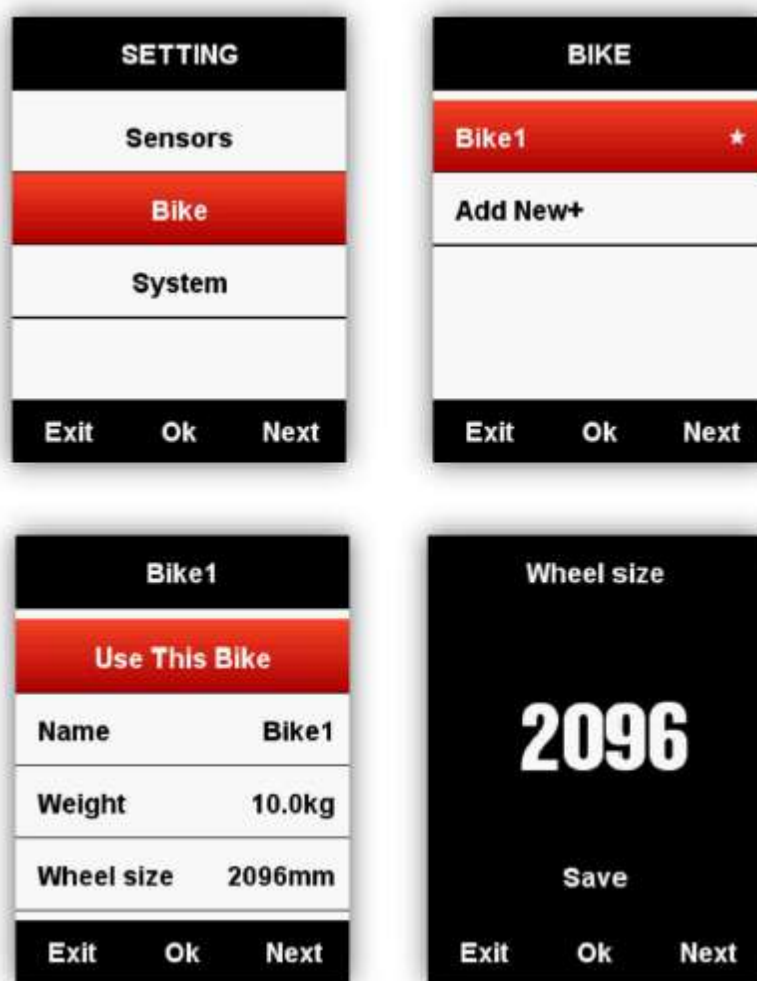 SETTING
Sensors
Bike
System
Exit Ok Next
BIKE
Bike1 ★
Add New+
Exit Ok Next
Bike1
Use This Bike
Name Bike1
Weight 10.0kg
Wheel size 2096mm
Exit Ok Next
Wheel size
2096
Save
Exit Ok Next